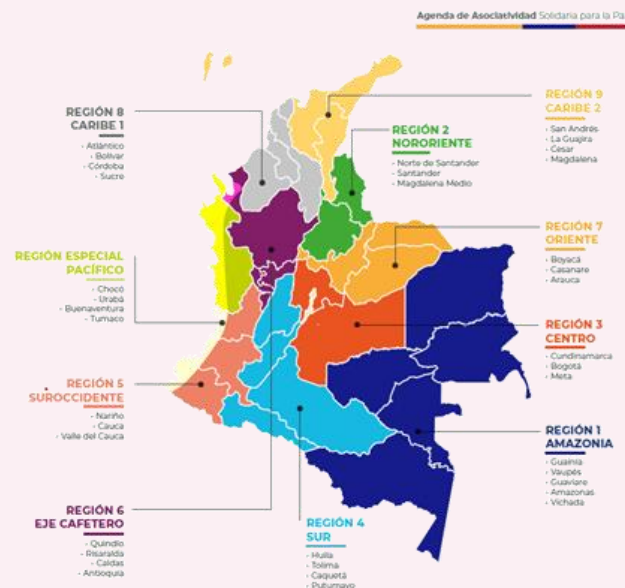 Agenda de Asociatividad Solidaria para la Pa
REGIÓN 9
CARIBE 2
- San Andrés
- La Guajira
- Cesar
- Magdalena
REGIÓN 8
CARIBE 1
- Atlántico
- Bolívar
- Córdoba
- Sucre
REGIÓN 2
NORORIENTE
- Norte de Santander
- Santander
- Magdalena Medio
REGIÓN 7
ORIENTE
- Boyacá
- Casanare
- Arauca
REGIÓN ESPECIAL
PACÍFICO
- Chocó
- Urabá
- Buenaventura
- Tumaco
REGIÓN 3
CENTRO
- Cundinamarca
- Bogotá
- Meta
REGIÓN 5
SUROCCIDENTE
- Nariño
- Cauca
- Valle del Cauca
REGIÓN 1
AMAZONIA
- Guainía
- Vaupés
- Guaviare
- Amazonas
- Vichada
REGIÓN 6
EJE CAFETERO
- Quindío
- Risaralda
- Caldas
- Antioquia
REGIÓN 4
SUR
- Huila
- Tolima
- Caquetá
- Putumayo